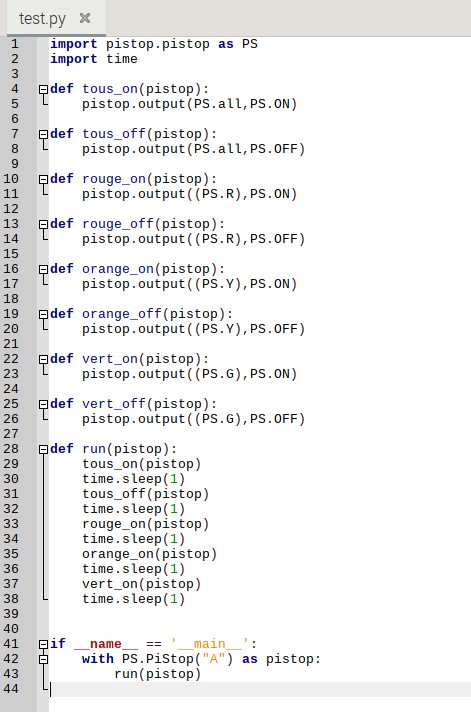 test.py
1 import pistop.pistop as PS
2 import time
3
4 def tous_on(pistop):
5     pistop.output(PS.all,PS.ON)
6
7 def tous_off(pistop):
8     pistop.output(PS.all,PS.OFF)
9
10 def rouge_on(pistop):
11     pistop.output((PS.R),PS.ON)
12
13 def rouge_off(pistop):
14     pistop.output((PS.R),PS.OFF)
15
16 def orange_on(pistop):
17     pistop.output((PS.Y),PS.ON)
18
19 def orange_off(pistop):
20     pistop.output((PS.Y),PS.OFF)
21
22 def vert_on(pistop):
23     pistop.output((PS.G),PS.ON)
24
25 def vert_off(pistop):
26     pistop.output((PS.G),PS.OFF)
27
28 def run(pistop):
29     tous_on(pistop)
30     time.sleep(1)
31     tous_off(pistop)
32     time.sleep(1)
33     rouge_on(pistop)
34     time.sleep(1)
35     orange_on(pistop)
36     time.sleep(1)
37     vert_on(pistop)
38     time.sleep(1)
39
40
41 if __name__ == '__main__':
42     with PS.PiStop("A") as pistop:
43         run(pistop)
44